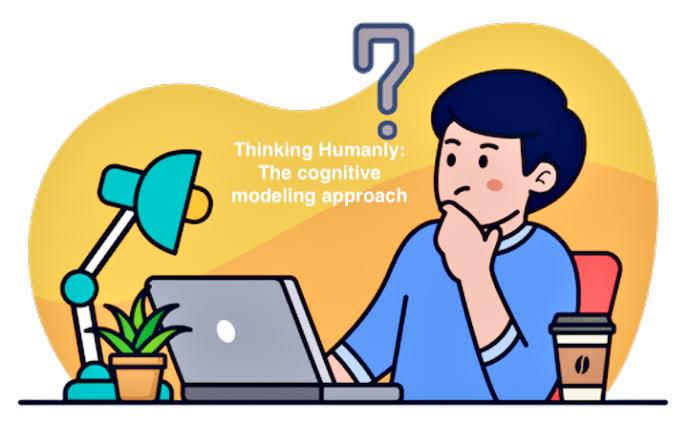 ?
Thinking Humanly:
The cognitive
modeling approach